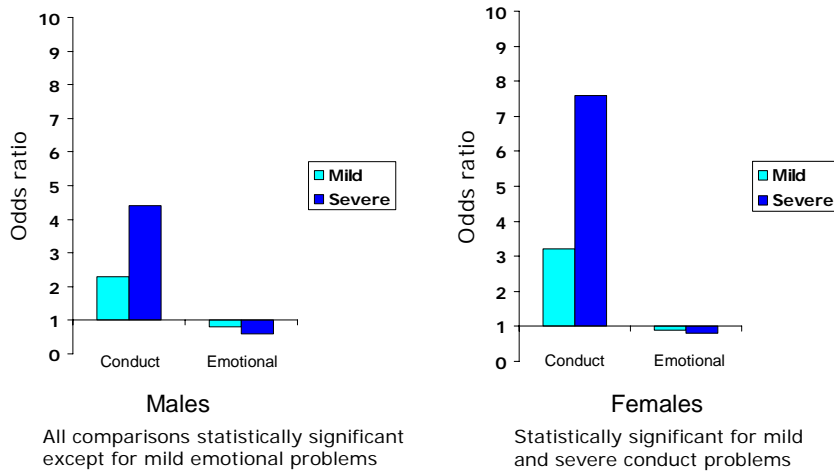 10
9
8
7
6
5
4
3
2
1
0
Odds ratio
Mild
Severe
Conduct Emotional
Males
All comparisons statistically significant
except for mild emotional problems
10
9
8
7
6
5
4
3
2
1
0
Odds ratio
Mild
Severe
Conduct Emotional
Females
Statistically significant for mild
and severe conduct problems